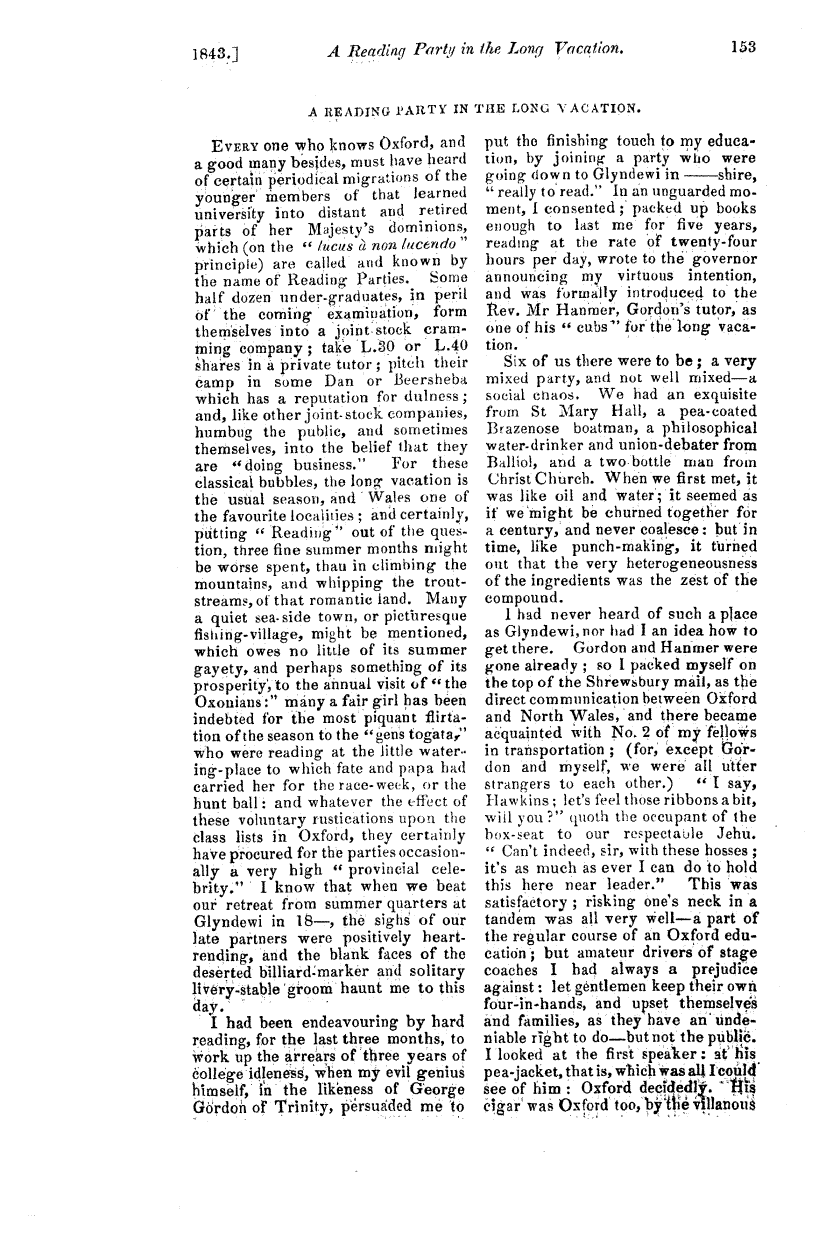 1843.] A Reading Party in the Long Vacation. 153
A READING PARTY IN THE LONG VACATION.
EVERY one who knows Oxford, and
a good many besides, must have heard
of certain periodical migrations of the
younger members of that learned
university into distant and retired
parts of her Majesty's dominions,
which (on the “ lucus à non lucendo ”
principle) are called and known by
the name of Reading Parties. Some
half dozen under-graduates, in peril
of the coming examination, form
themselves into a joint-stock cram-
ming company ; take L.30 or L.40
shares in a private tutor ; pitch their
camp in some Dan or Beersheba
which has a reputation for dulness ;
and, like other joint-stock companies,
humbug the public, and sometimes
themselves, into the belief that they
are “doing business.” For these
classical bubbles, the long vacation is
the usual season, and Wales one of
the favourite localities ; and certainly,
putting “ Reading ” out of the ques-
tion, three fine summer months might
be worse spent, than in climbing the
mountains, and whipping the trout-
streams, of that romantic land. Many
a quiet sea-side town, or picturesque
fishing-village, might be mentioned,
which owes no little of its summer
gayety, and perhaps something of its
prosperity, to the annual visit of “ the
Oxonians :” many a fair girl has been
indebted for the most piquant flirta-
tion of the season to the “gens togata,”
who were reading at the little water-
ing-place to which fate and papa had
carried her for the race-week, or the
hunt ball : and whatever the effect of
these voluntary rustications upon the
class lists in Oxford, they certainly
have procured for the parties occasion-
ally a very high “ provincial cele-
brity.” I know that when we beat
our retreat from summer quarters at
Glyndewi in 18—, the sighs of our
late partners were positively heart-
rending, and the blank faces of the
deserted billiard-marker and solitary
livery-stable groom haunt me to this
day.
I had been endeavouring by hard
reading, for the last three months, to
work up the arrears of three years of
college idleness, when my evil genius
himself, in the likeness of George
Gordon of Trinity, persuaded me to
put the finishing touch to my educa-
tion, by joining a party who were
going down to Glyndewi in ——shire,
“ really to read.” In an unguarded mo-
ment, I consented ; packed up books
enough to last me for five years,
reading at the rate of twenty-four
hours per day, wrote to the governor
announcing my virtuous intention,
and was formally introduced to the
Rev. Mr Hanmer, Gordon's tutor, as
one of his “ cubs ” for the long vaca-
tion.
Six of us there were to be ; a very
mixed party, and not well mixed—a
social chaos. We had an exquisite
from St Mary Hall, a pea-coated
Brazenose boatman, a philosophical
water-drinker and union-debater from
Balliol, and a two-bottle man from
Christ Church. When we first met, it
was like oil and water ; it seemed as
if we might be churned together for
a century, and never coalesce : but in
time, like punch-making, it turned
out that the very heterogeneousness
of the ingredients was the zest of the
compound.
I had never heard of such a place
as Glyndewi, nor had I an idea how to
get there. Gordon and Hanmer were
gone already ; so I packed myself on
the top of the Shrewsbury mail, as the
direct communication between Oxford
and North Wales, and there became
acquainted with No. 2 of my fellows
in transportation ; (for, except Gor-
don and myself, we were all utter
strangers to each other.) “ I say,
Hawkins ; let's feel those ribbons a bit,
will you ?” quoth the occupant of the
box-seat to our respectable Jehu.
“ Can't indeed, sir, with these hosses ;
it's as much as ever I can do to hold
this here near leader.” This was
satisfactory ; risking one's neck in a
tandem was all very well—a part of
the regular course of an Oxford edu-
cation ; but amateur drivers of stage
coaches I had always a prejudice
against : let gentlemen keep their own
four-in-hands, and upset themselves
and families, as they have an unde-
niable right to do—but not the public.
I looked at the first speaker : at his
pea-jacket, that is, which was all I could
see of him : Oxford decidedly. His
cigar was Oxford too, by the villanous